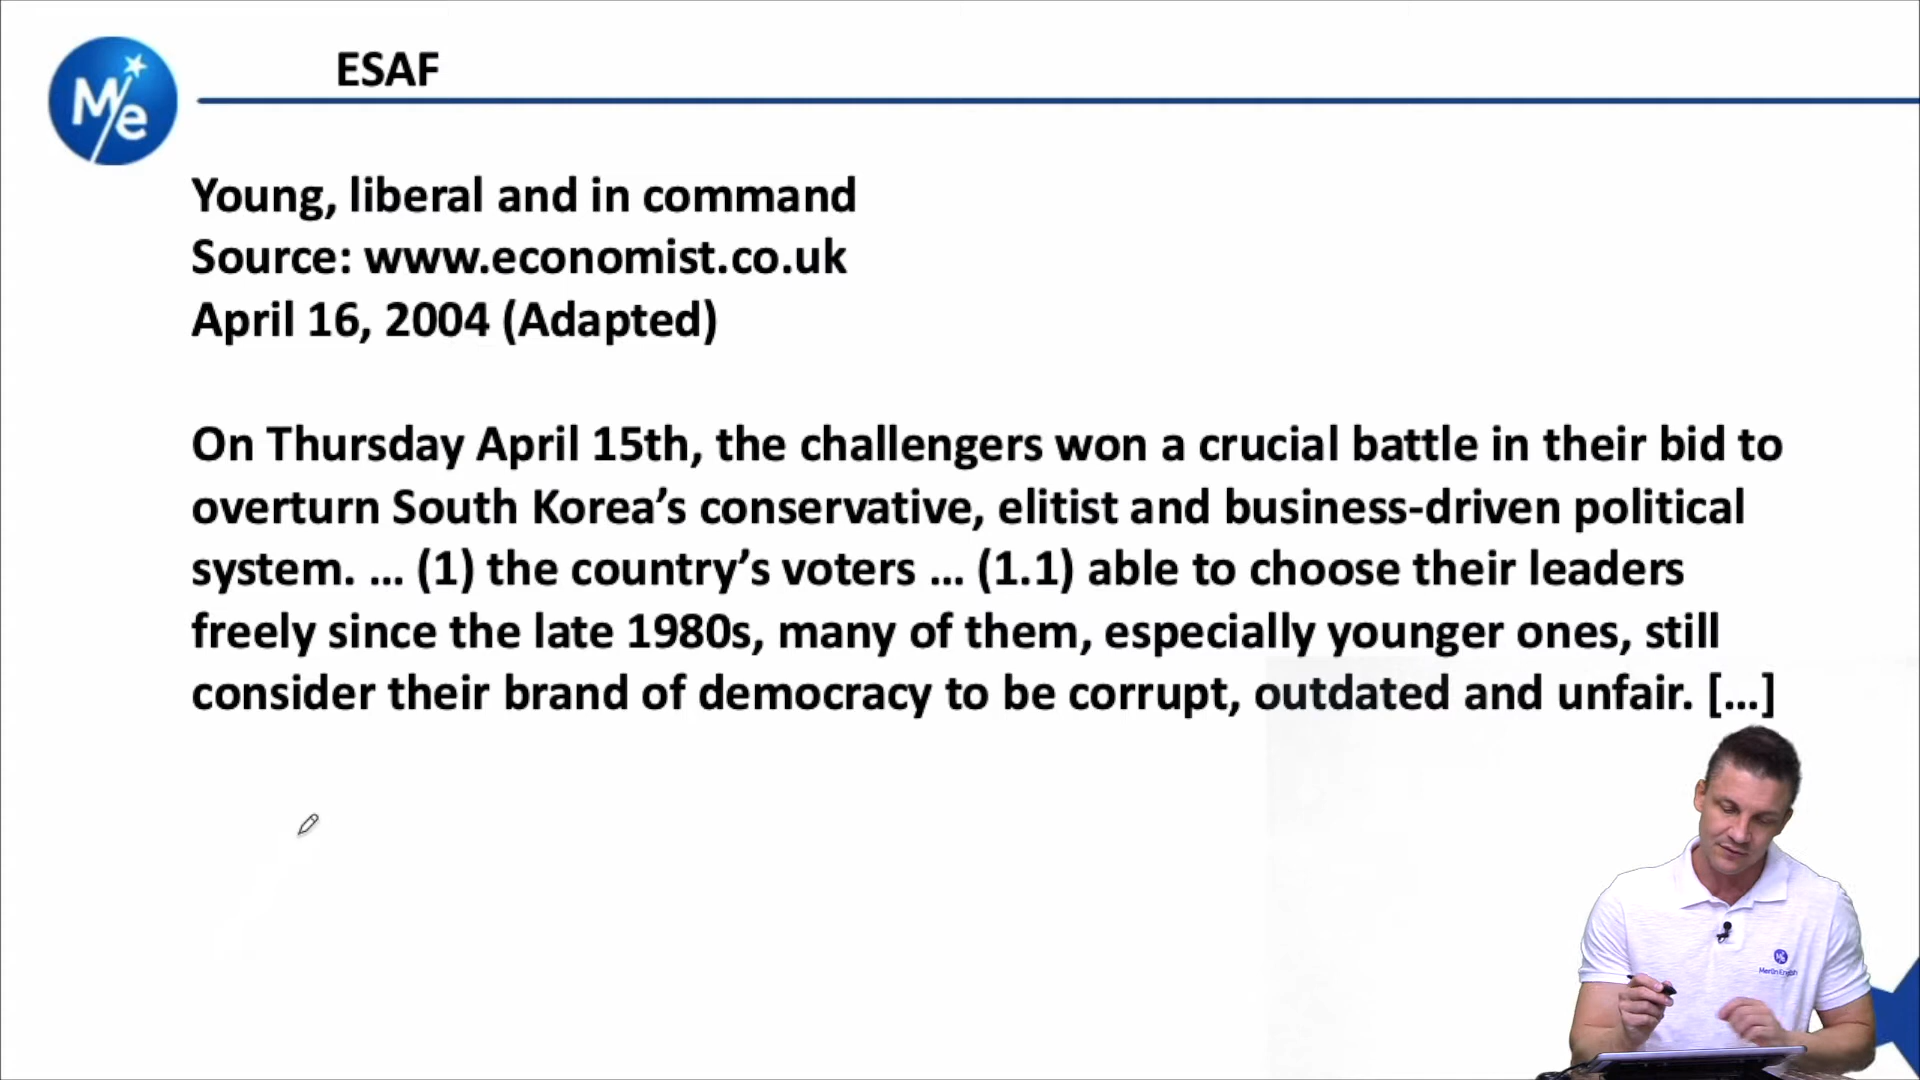 M/e
ESAF
Young, liberal and in command
Source: www.economist.co.uk
April 16, 2004 (Adapted)
On Thursday April 15th, the challengers won a crucial battle in their bid to
overturn South Korea’s conservative, elitist and business-driven political
system. ... (1) the country’s voters ... (1.1) able to choose their leaders
freely since the late 1980s, many of them, especially younger ones, still
consider their brand of democracy to be corrupt, outdated and unfair. [...]
Merlin English